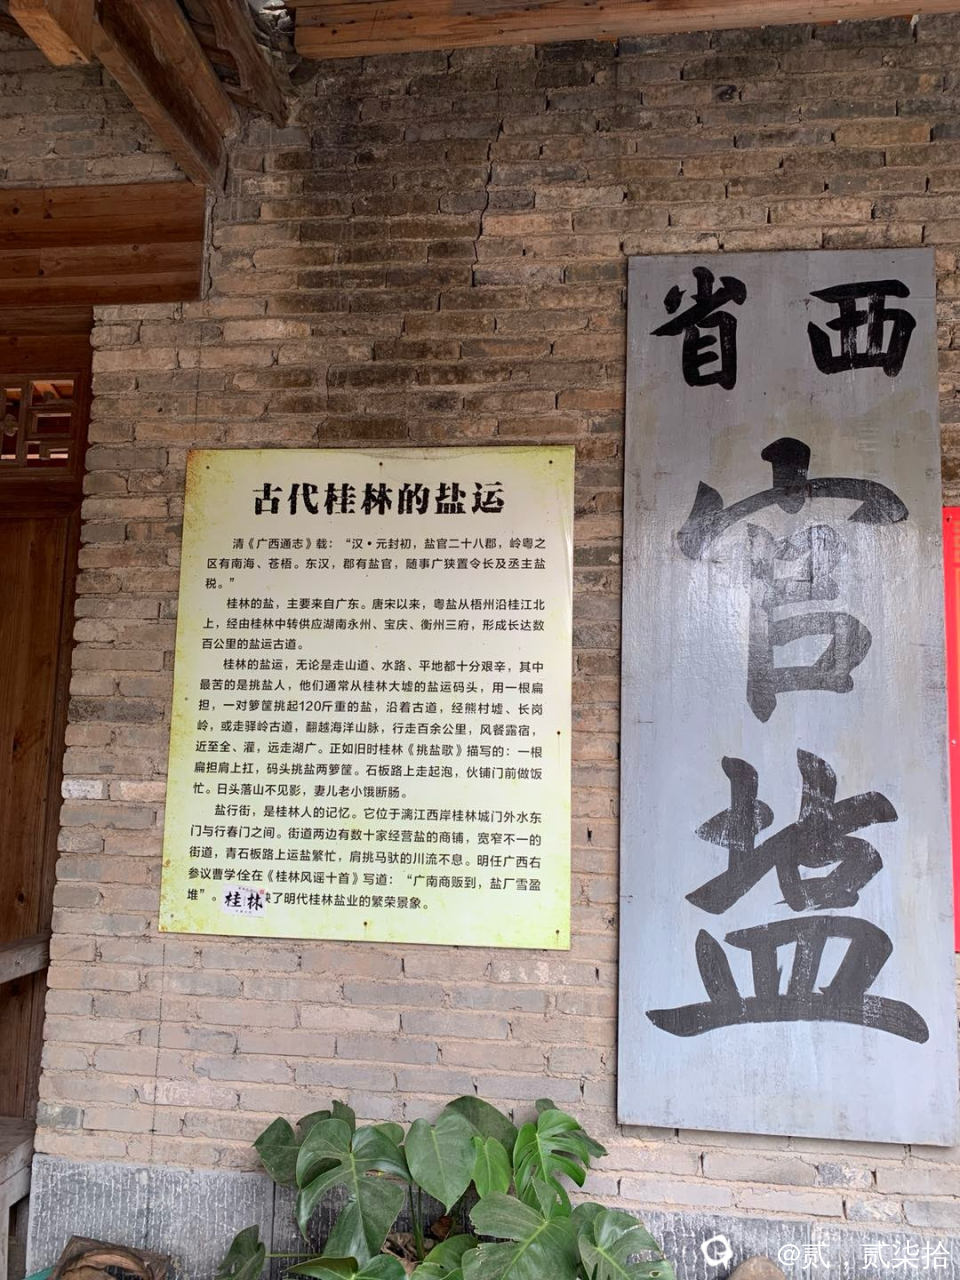 古代桂林的盐运
清《广西通志》载：“汉·元封初，盐官二十八郡，岭粤之
区有南海、苍梧。东汉，郡有盐官，随事广狭置令长及丞主盐
税。”
桂林的盐，主要来自广东。唐宋以来，粤盐从梧州沿桂江北
上，经由桂林中转供应湖南永州、宝庆、衡州三府，形成长达数
百公里的盐运古道。
桂林的盐运，无论是走山道、水路、平地都十分艰辛，其中
最苦的是挑盐人，他们通常从桂林大墟的盐运码头，用一根扁
担，一对箩筐挑起120斤重的盐，沿着古道，经熊村墟、长岗
岭，或走驿岭古道，翻越海洋山脉，行走百余公里，风餐露宿，
近至全、灌，远走湖广。正如旧时桂林《挑盐歌》描写的：一根
扁担肩上扛，码头挑盐两箩筐。石板路上走起泡，伙铺门前做饭
忙。日头落山不见影，妻儿老小饿断肠。
盐行街，是桂林人的记忆。它位于漓江西岸桂林城门外水东
门与行春门之间。街道两边有数十家经营盐的商铺，宽窄不一的
街道，青石板路上运盐繁忙，肩挑马驮的川流不息。明任广西右
参议曹学佺在《桂林风谣十首》写道：“广南商贩到，盐厂雪盈
堆”。
桂林
了明代桂林盐业的繁荣景象。
西省
官盐
@贰，贰柒拾